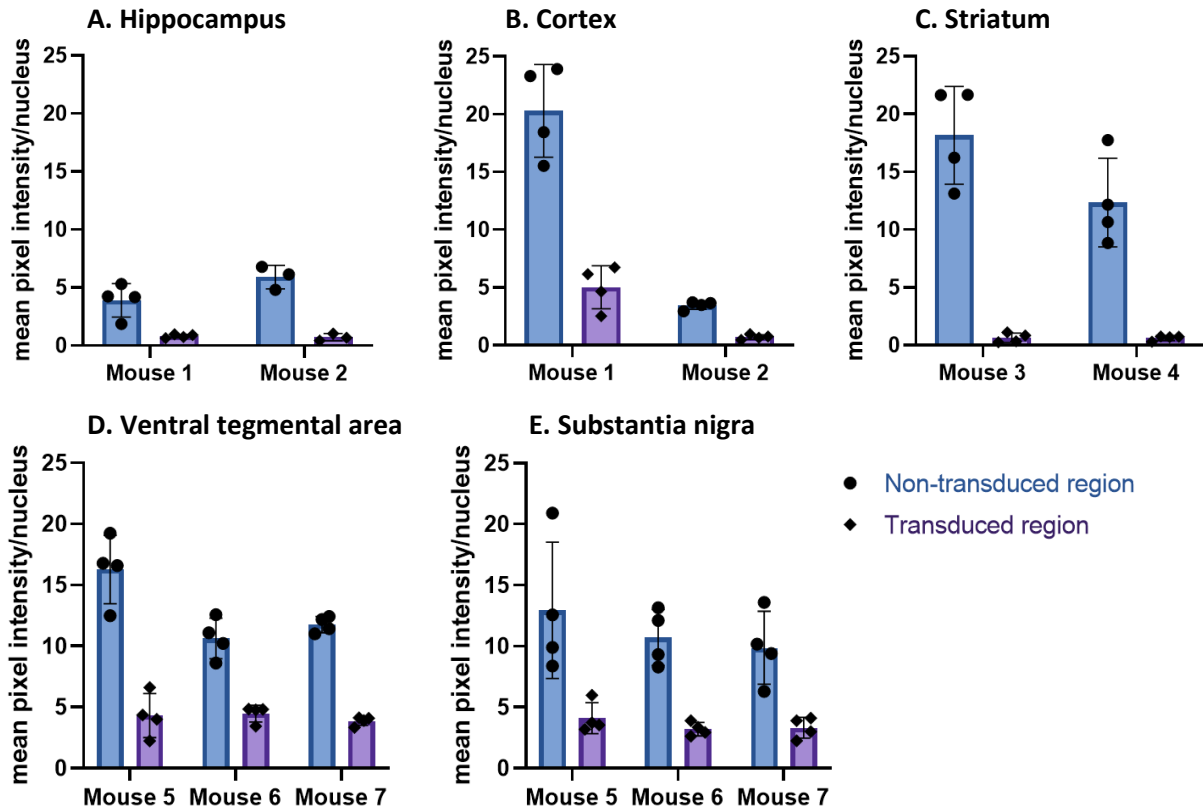 A. Hippocampus
mean pixel intensity/nucleus
25
20
15
10
5
0
Mouse 1 Mouse 2
B. Cortex
mean pixel intensity/nucleus
25
20
15
10
5
0
Mouse 1 Mouse 2
C. Striatum
mean pixel intensity/nucleus
25
20
15
10
5
0
Mouse 3 Mouse 4
D. Ventral tegmental area
mean pixel intensity/nucleus
25
20
15
10
5
0
Mouse 5 Mouse 6 Mouse 7
E. Substantia nigra
mean pixel intensity/nucleus
25
20
15
10
5
0
Mouse 5 Mouse 6 Mouse 7
Non-transduced region
Transduced region